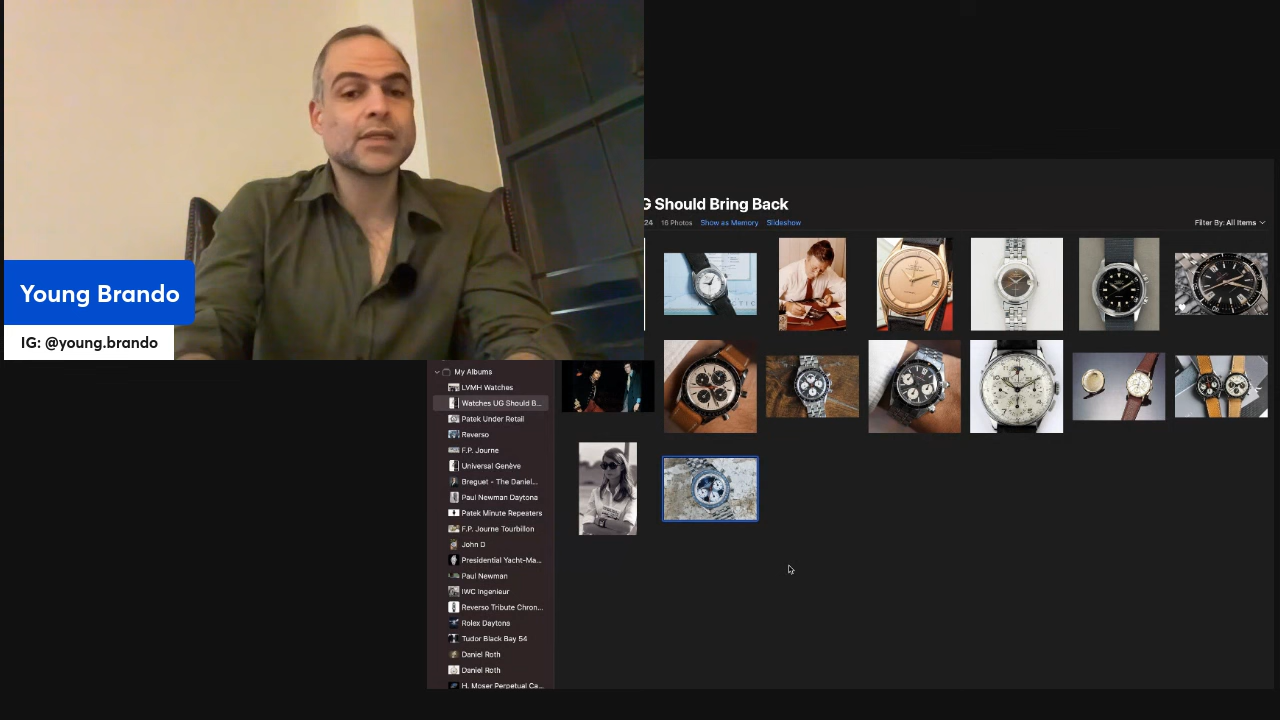 Young Brando
IG: @young.brando
G Should Bring Back
24 16 Photos Show as Memory Slideshow
Filter By: All Items
My Albums
LVMH Watches
Watches UG Should B...
Patek Under Retail
Reverso
F.P. Journe
Universal Genève
Breguet - The Daniel...
Paul Newman Daytona
Patek Minute Repeaters
F.P. Journe Tourbillon
John D
Presidential Yacht-Ma...
Paul Newman
IWC Ingenieur
Reverso Tribute Chron...
Rolex Daytons
Tudor Black Bay 54
Daniel Roth
Daniel Roth
H. Moser Perpetual Ca...